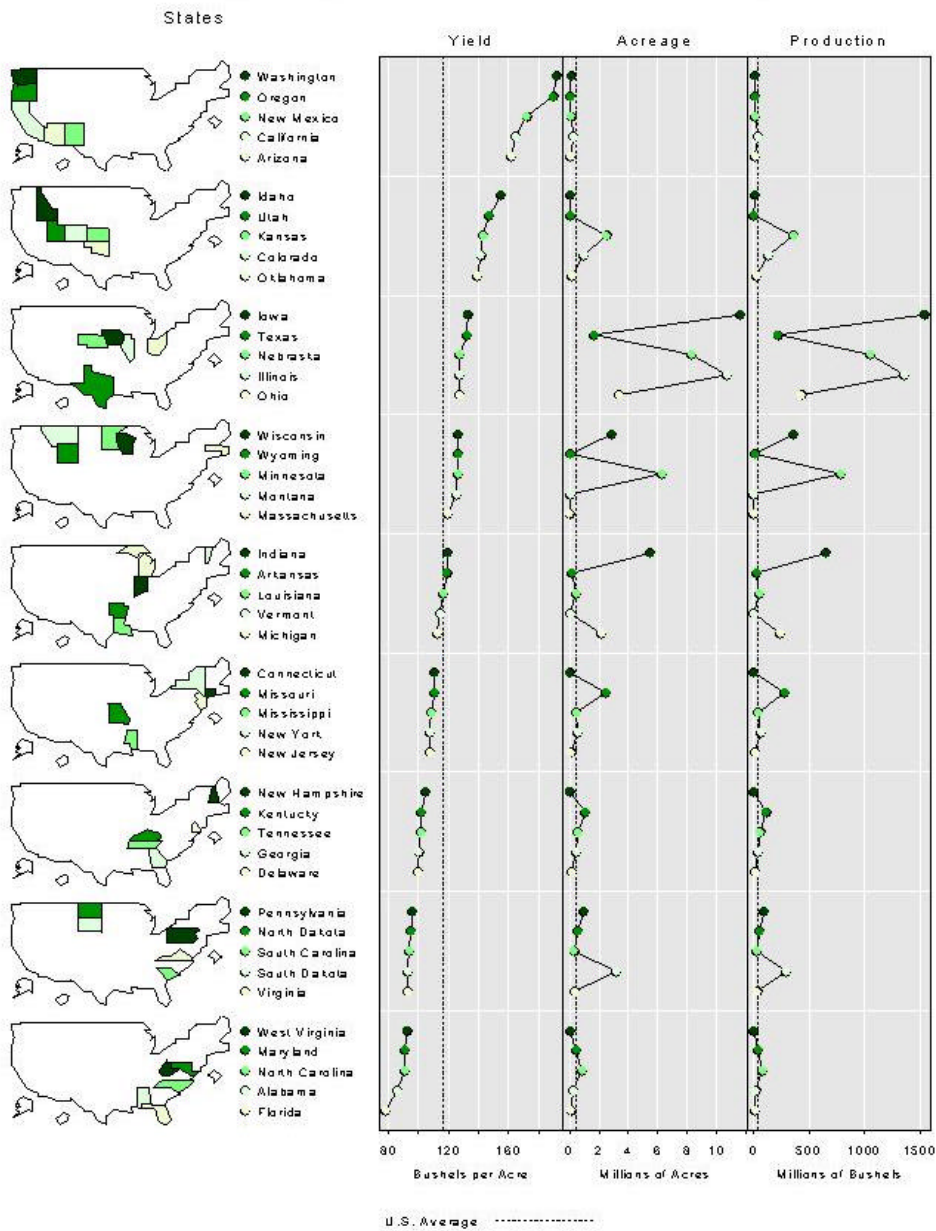 States
Yield Acreage Production
Washington
Oregon
New Mexico
California
Arizona
Idaho
Utah
Kansas
Colorado
Oklahoma
Iowa
Texas
Nebraska
Illinois
Ohio
Wisconsin
Wyoming
Minnesota
Montana
Massachusetts
Indiana
Arkansas
Louisiana
Vermont
Michigan
Connecticut
Missouri
Mississippi
New York
New Jersey
New Hampshire
Kentucky
Tennessee
Georgia
Delaware
Pennsylvania
North Dakota
South Carolina
South Dakota
Virginia
West Virginia
Maryland
North Carolina
Alabama
Florida
80 120 160 0 2 4 6 8 10 0 500 1000 1500
Bushels per Acre Millions of Acres Millions of Bushels
U.S. Average